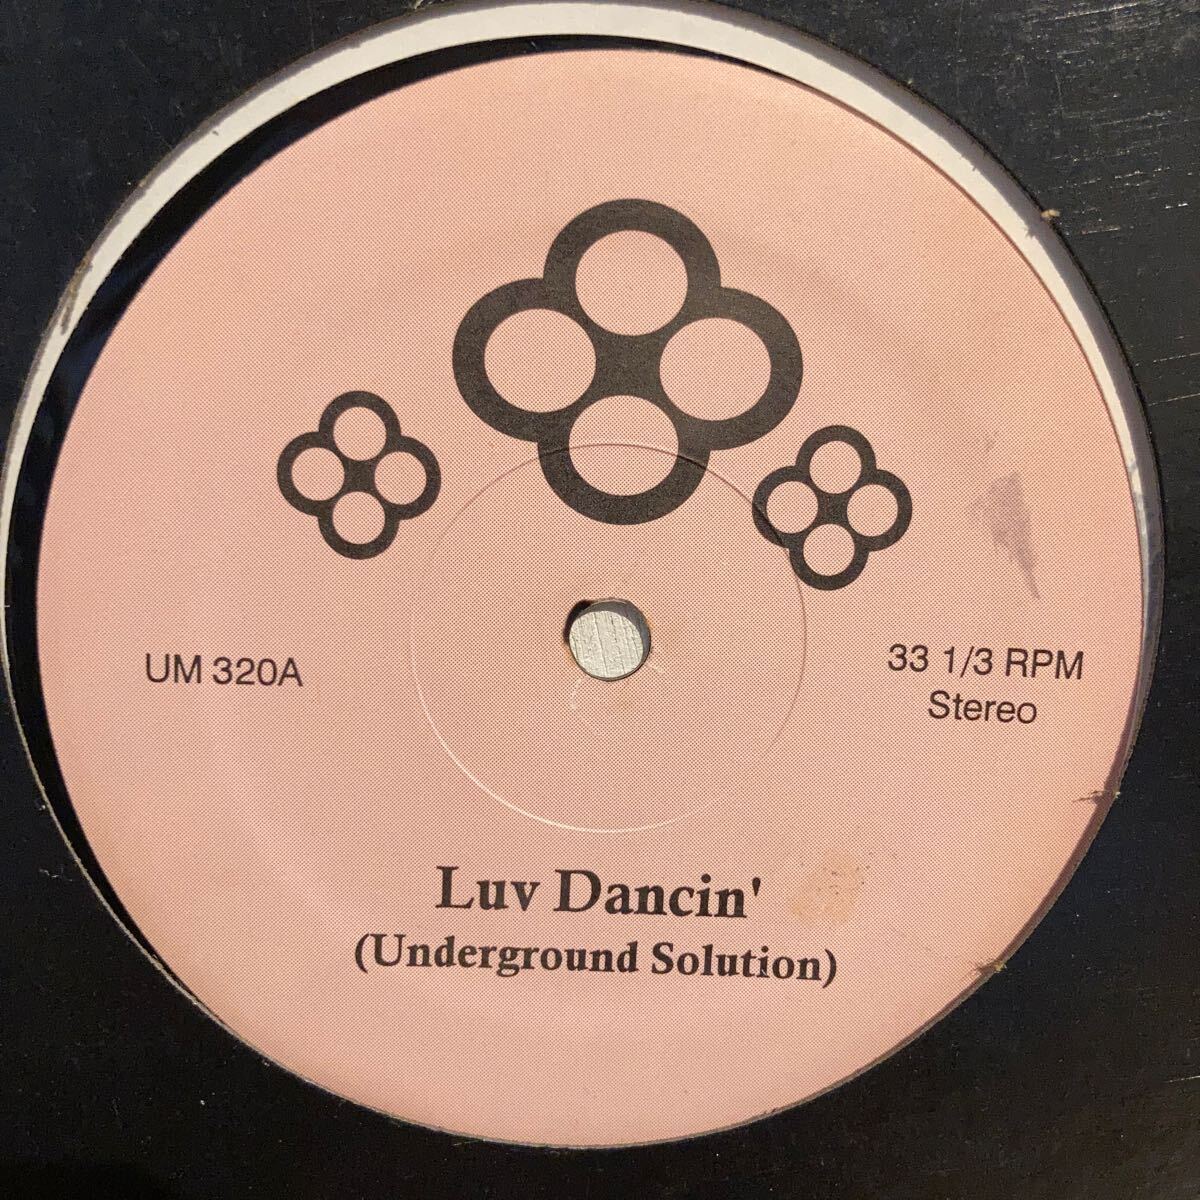 UM 320A
33 1/3 RPM
Stereo
Luv Dancin'
(Underground Solution)